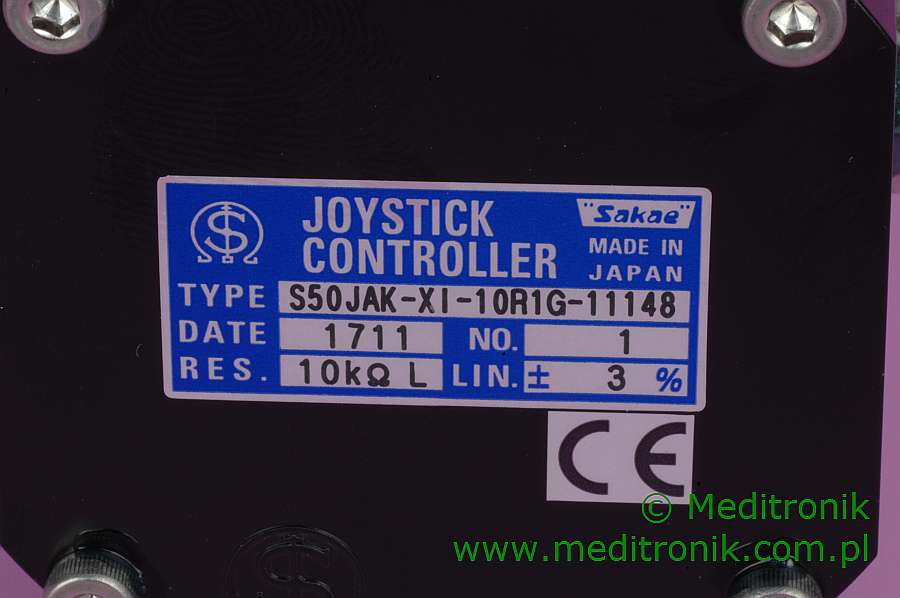 JOYSTICK
CONTROLLER
"Sakae"
MADE IN
JAPAN
TYPE S50JAK-XI-10R1G-11148
DATE 1711 NO. 1
RES. 10kΩ L LIN. ± 3 %
CE
© Meditronik
www.meditronik.com.pl